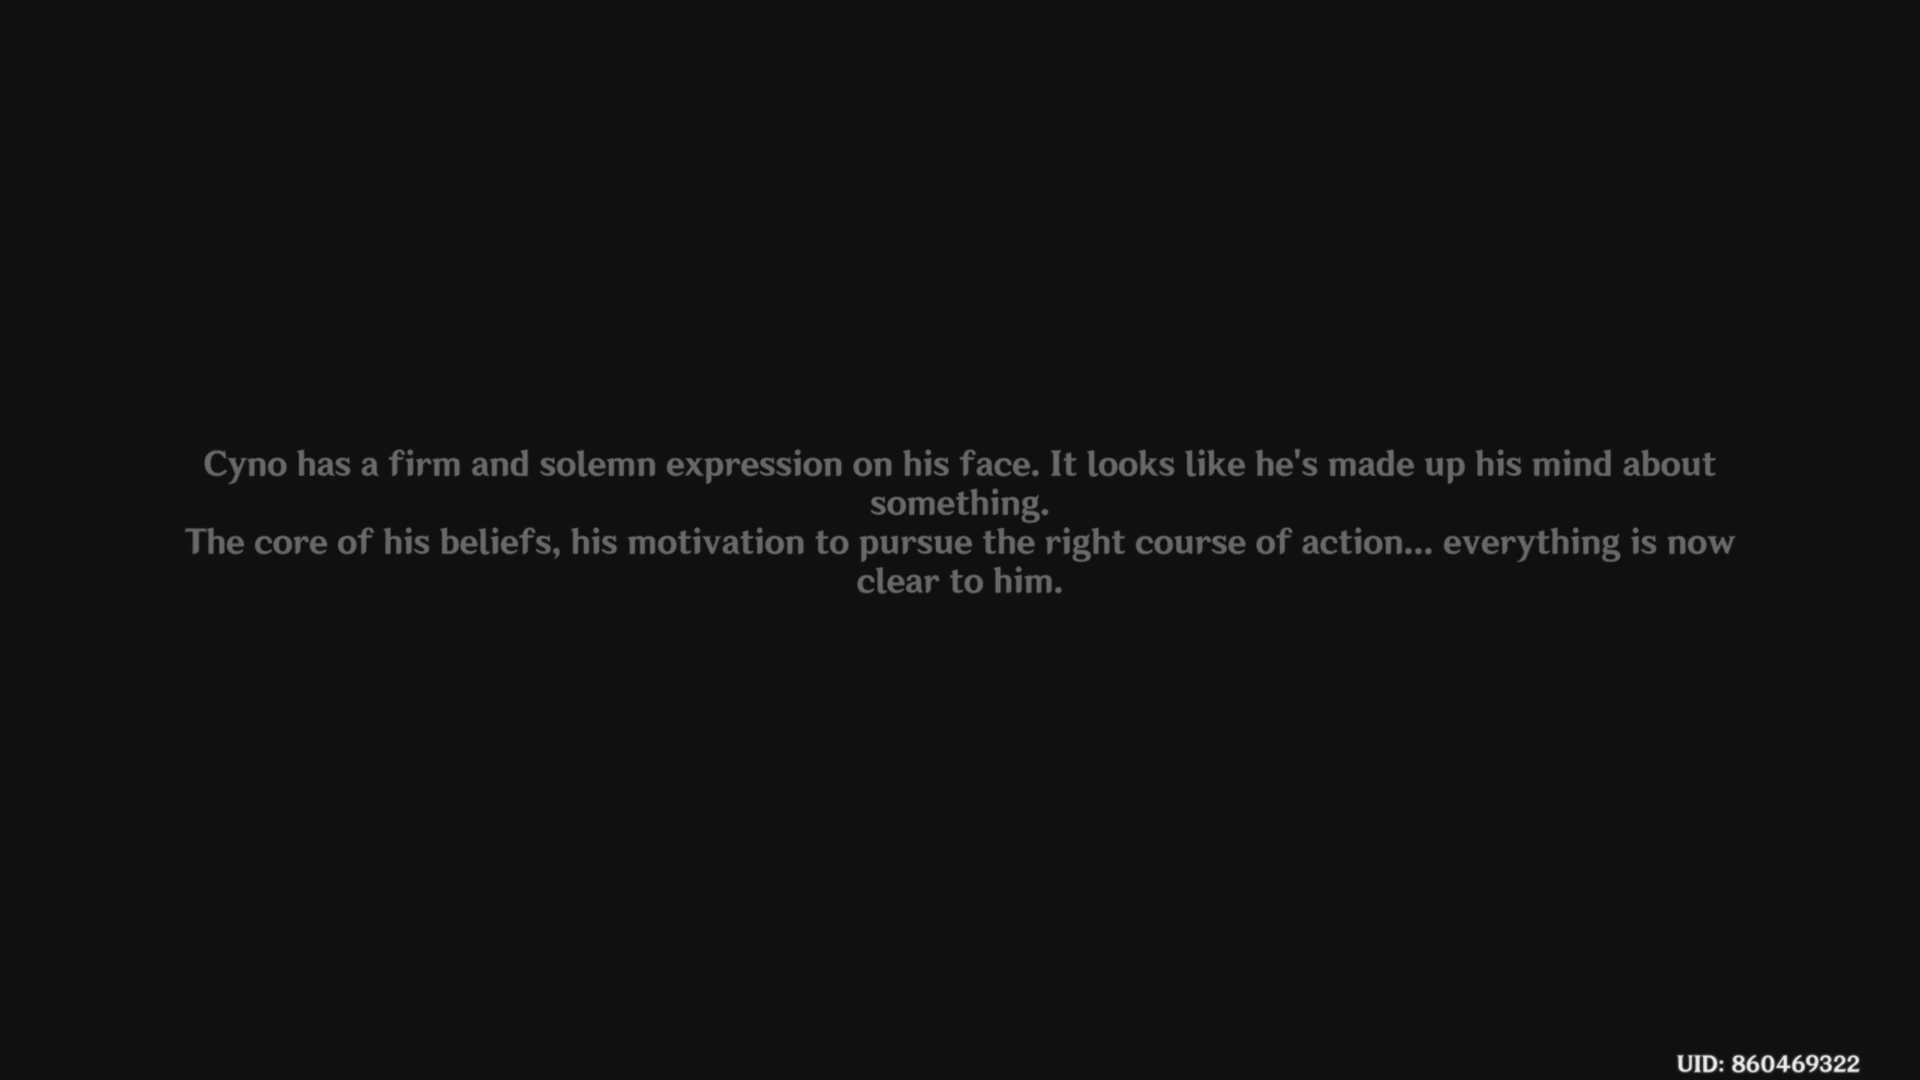 Cyno has a firm and solemn expression on his face. It looks like he's made up his mind about
something.
The core of his beliefs, his motivation to pursue the right course of action... everything is now
clear to him.
UID: 860469322